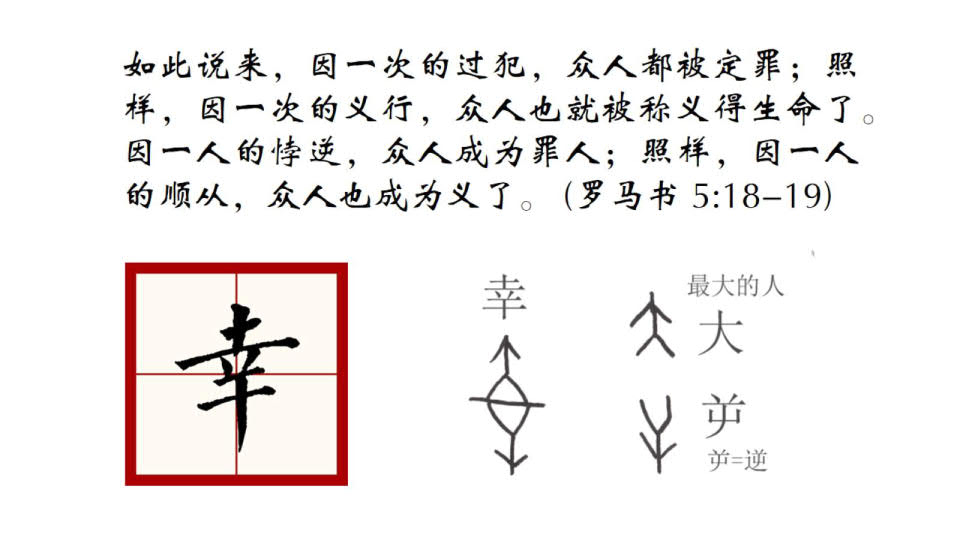 如此说来，因一次的过犯，众人都被定罪；照
样，因一次的义行，众人也就被称义得生命了。
因一人的悖逆，众人成为罪人；照样，因一人
的顺从，众人也成为义了。（罗马书 5:18–19）
幸
幸
最大的人
大
屰
屰=逆